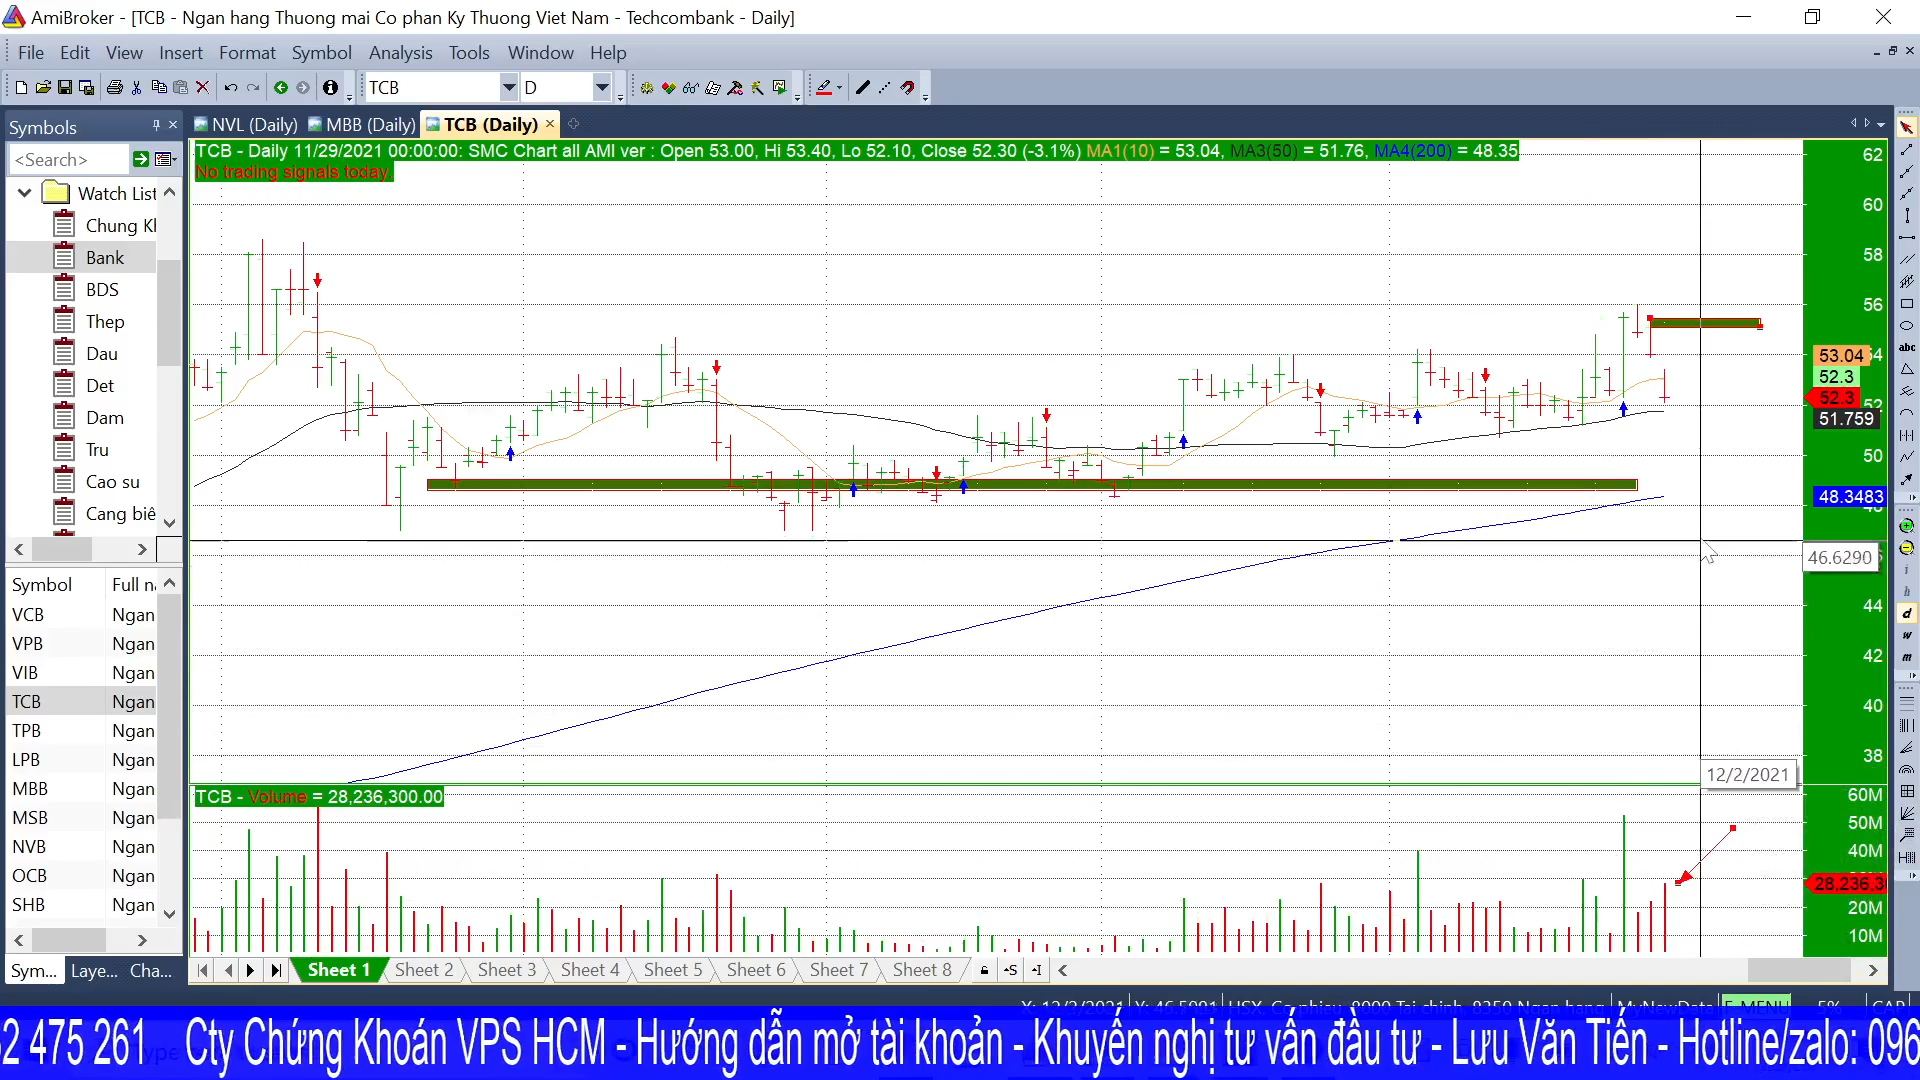 AmiBroker - [TCB - Ngan hang Thuong mai Co phan Ky Thuong Viet Nam - Techcombank - Daily]
File Edit View Insert Format Symbol Analysis Tools Window Help
TCB D
Symbols
NVL (Daily) MBB (Daily) TCB (Daily)
<Search>
Watch List
Chung Kh
Bank
BDS
Thep
Dau
Det
Dam
Tru
Cao su
Cang biê
Symbol Full na
VCB Ngan
VPB Ngan
VIB Ngan
TCB Ngan
TPB Ngan
LPB Ngan
MBB Ngan
MSB Ngan
NVB Ngan
OCB Ngan
SHB Ngan
Sym... Laye... Cha...
TCB - Daily 11/29/2021 00:00:00: SMC Chart all AMI ver : Open 53.00, Hi 53.40, Lo 52.10, Close 52.30 (-3.1%) MA1(10) = 53.04, MA3(50) = 51.76, MA4(200) = 48.35
No trading signals today.
62
60
58
56
54
53.04
52.3
52.3
52
51.759
50
48.3483
46.6290
44
42
40
38
12/2/2021
TCB - Volume = 28,236,300.00
60M
50M
40M
28,236,3
20M
10M
abc
i
h
d
w
m
Sheet 1 Sheet 2 Sheet 3 Sheet 4 Sheet 5 Sheet 6 Sheet 7 Sheet 8
2 475 261 Cty Chứng Khoán VPS HCM - Hướng dẫn mở tài khoản - Khuyến nghị tư vấn đầu tư - Lưu Văn Tiến - Hotline/zalo: 096